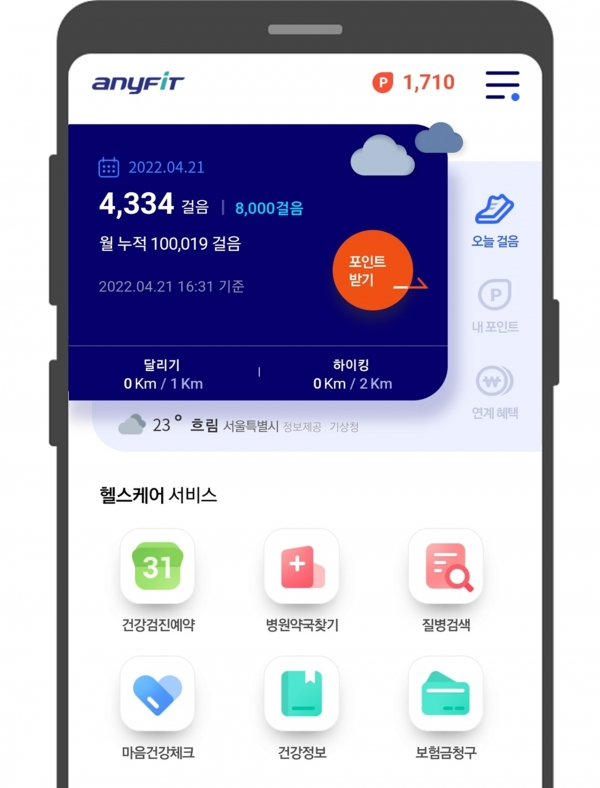 anyFiT
P 1,710
2022.04.21
4,334 걸음 | 8,000걸음
월 누적 100,019 걸음
2022.04.21 16:31 기준
포인트
받기
달리기
0 Km / 1 Km
하이킹
0 Km / 2 Km
오늘 걸음
P
내 포인트
₩
연계 혜택
23° 흐림 서울특별시 정보제공 : 기상청
헬스케어 서비스
31
건강검진예약
병원약국찾기
질병검색
마음건강체크
건강정보
보험금청구